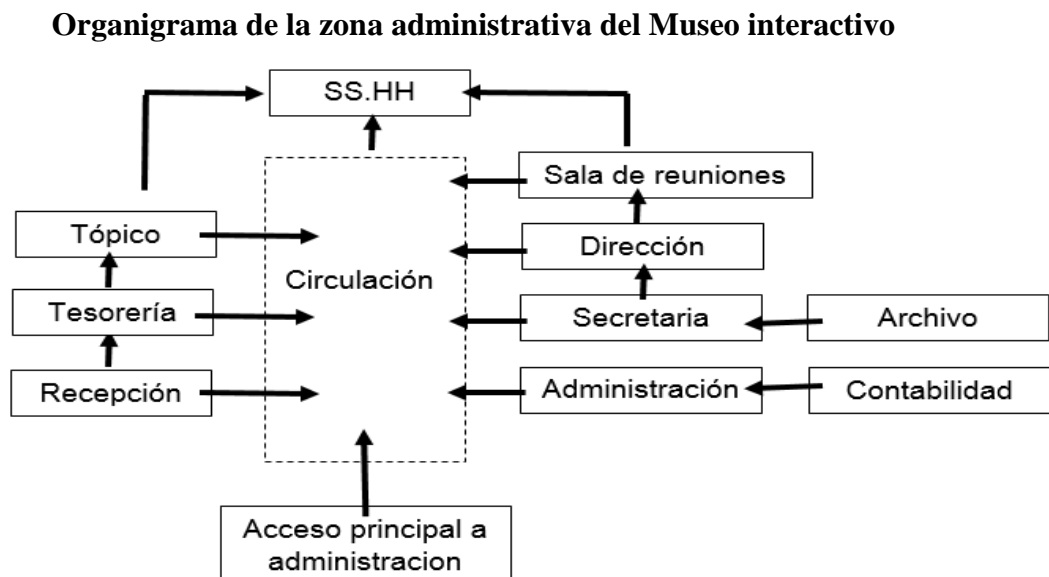 Organigrama de la zona administrativa del Museo interactivo
SS.HH
Sala de reuniones
Tópico
Dirección
Circulación
Tesorería
Secretaria
Archivo
Recepción
Administración
Contabilidad
Acceso principal a
administracion